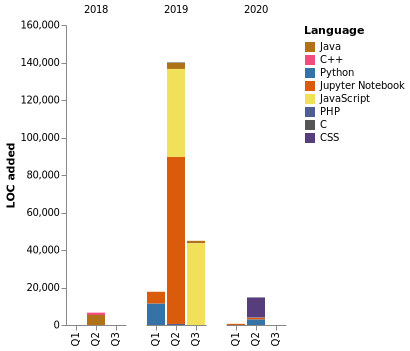 2018 2019 2020
160,000
140,000
120,000
100,000
80,000
60,000
40,000
20,000
0
LOC added
Q1 Q2 Q3 Q1 Q2 Q3 Q1 Q2 Q3
Language
Java
C++
Python
Jupyter Notebook
JavaScript
PHP
C
CSS